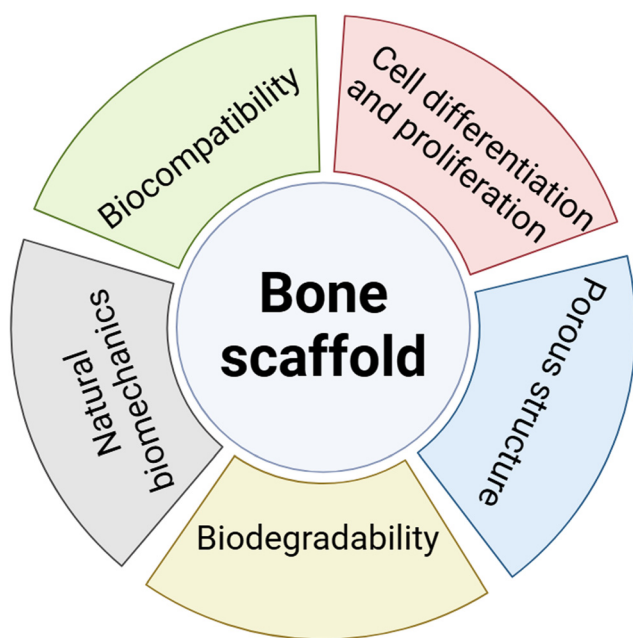 Biocompatibility
Cell differentiation
and proliferation
Porous structure
Biodegradability
Natural
biomechanics
Bone
scaffold